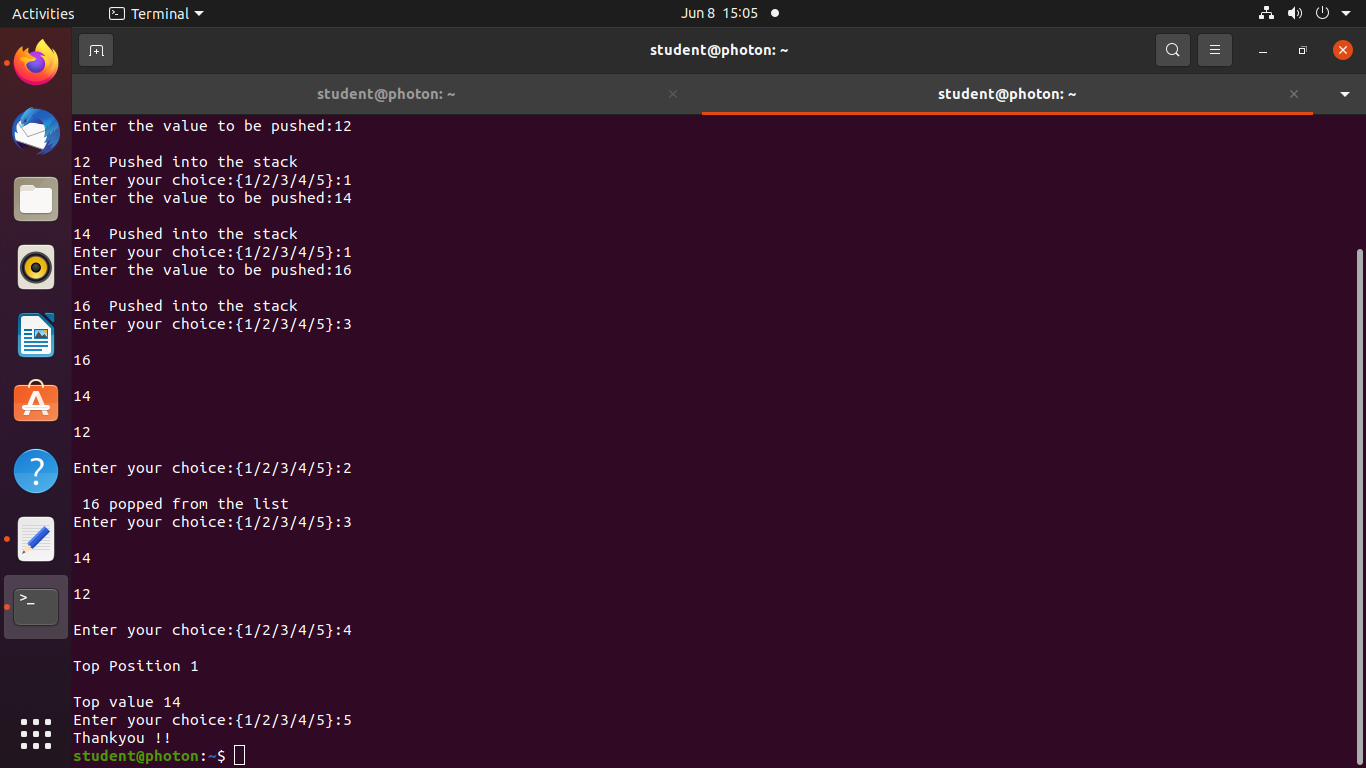 Activities Terminal Jun 8 15:05
student@photon: ~
student@photon: ~ student@photon: ~
Enter the value to be pushed:12
12  Pushed into the stack
Enter your choice:{1/2/3/4/5}:1
Enter the value to be pushed:14
14  Pushed into the stack
Enter your choice:{1/2/3/4/5}:1
Enter the value to be pushed:16
16  Pushed into the stack
Enter your choice:{1/2/3/4/5}:3
16
14
12
Enter your choice:{1/2/3/4/5}:2
 16 popped from the list
Enter your choice:{1/2/3/4/5}:3
14
12
Enter your choice:{1/2/3/4/5}:4
Top Position 1
Top value 14
Enter your choice:{1/2/3/4/5}:5
Thankyou !!
student@photon:~$